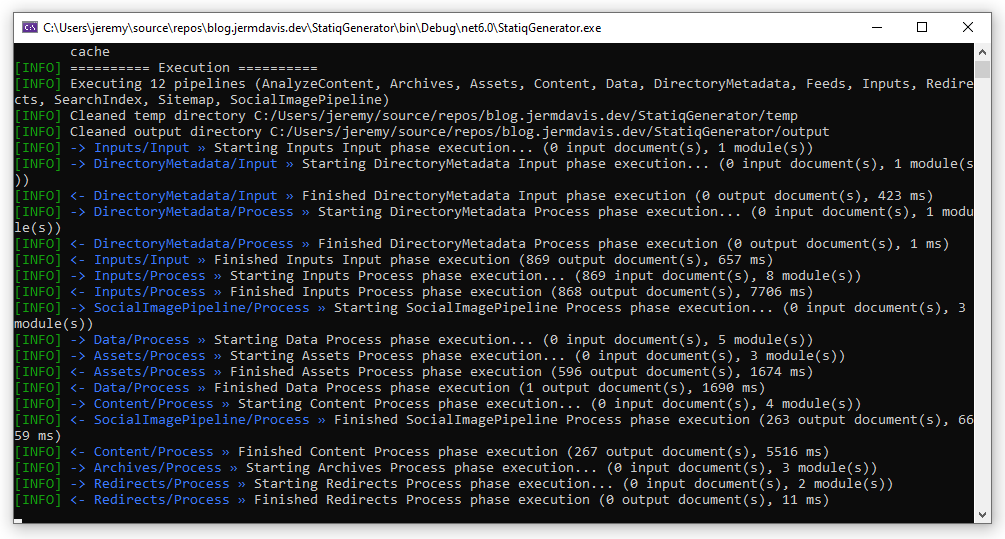 C:\Users\jeremy\source\repos\blog.jermdavis.dev\StatiqGenerator\bin\Debug\net6.0\StatiqGenerator.exe
cache
[INFO] ========== Execution ==========
[INFO] Executing 12 pipelines (AnalyzeContent, Archives, Assets, Content, Data, DirectoryMetadata, Feeds, Inputs, Redire
cts, SearchIndex, Sitemap, SocialImagePipeline)
[INFO] Cleaned temp directory C:/Users/jeremy/source/repos/blog.jermdavis.dev/StatiqGenerator/temp
[INFO] Cleaned output directory C:/Users/jeremy/source/repos/blog.jermdavis.dev/StatiqGenerator/output
[INFO] -> Inputs/Input » Starting Inputs Input phase execution... (0 input document(s), 1 module(s))
[INFO] -> DirectoryMetadata/Input » Starting DirectoryMetadata Input phase execution... (0 input document(s), 1 module(s
))
[INFO] <- DirectoryMetadata/Input » Finished DirectoryMetadata Input phase execution (0 output document(s), 423 ms)
[INFO] -> DirectoryMetadata/Process » Starting DirectoryMetadata Process phase execution... (0 input document(s), 1 modu
le(s))
[INFO] <- DirectoryMetadata/Process » Finished DirectoryMetadata Process phase execution (0 output document(s), 1 ms)
[INFO] <- Inputs/Input » Finished Inputs Input phase execution (869 output document(s), 657 ms)
[INFO] -> Inputs/Process » Starting Inputs Process phase execution... (869 input document(s), 8 module(s))
[INFO] <- Inputs/Process » Finished Inputs Process phase execution (868 output document(s), 7706 ms)
[INFO] -> SocialImagePipeline/Process » Starting SocialImagePipeline Process phase execution... (0 input document(s), 3
module(s))
[INFO] -> Data/Process » Starting Data Process phase execution... (0 input document(s), 5 module(s))
[INFO] -> Assets/Process » Starting Assets Process phase execution... (0 input document(s), 3 module(s))
[INFO] <- Assets/Process » Finished Assets Process phase execution (596 output document(s), 1674 ms)
[INFO] <- Data/Process » Finished Data Process phase execution (1 output document(s), 1690 ms)
[INFO] -> Content/Process » Starting Content Process phase execution... (0 input document(s), 4 module(s))
[INFO] <- SocialImagePipeline/Process » Finished SocialImagePipeline Process phase execution (263 output document(s), 66
59 ms)
[INFO] <- Content/Process » Finished Content Process phase execution (267 output document(s), 5516 ms)
[INFO] -> Archives/Process » Starting Archives Process phase execution... (0 input document(s), 3 module(s))
[INFO] -> Redirects/Process » Starting Redirects Process phase execution... (0 input document(s), 2 module(s))
[INFO] <- Redirects/Process » Finished Redirects Process phase execution (0 output document(s), 11 ms)